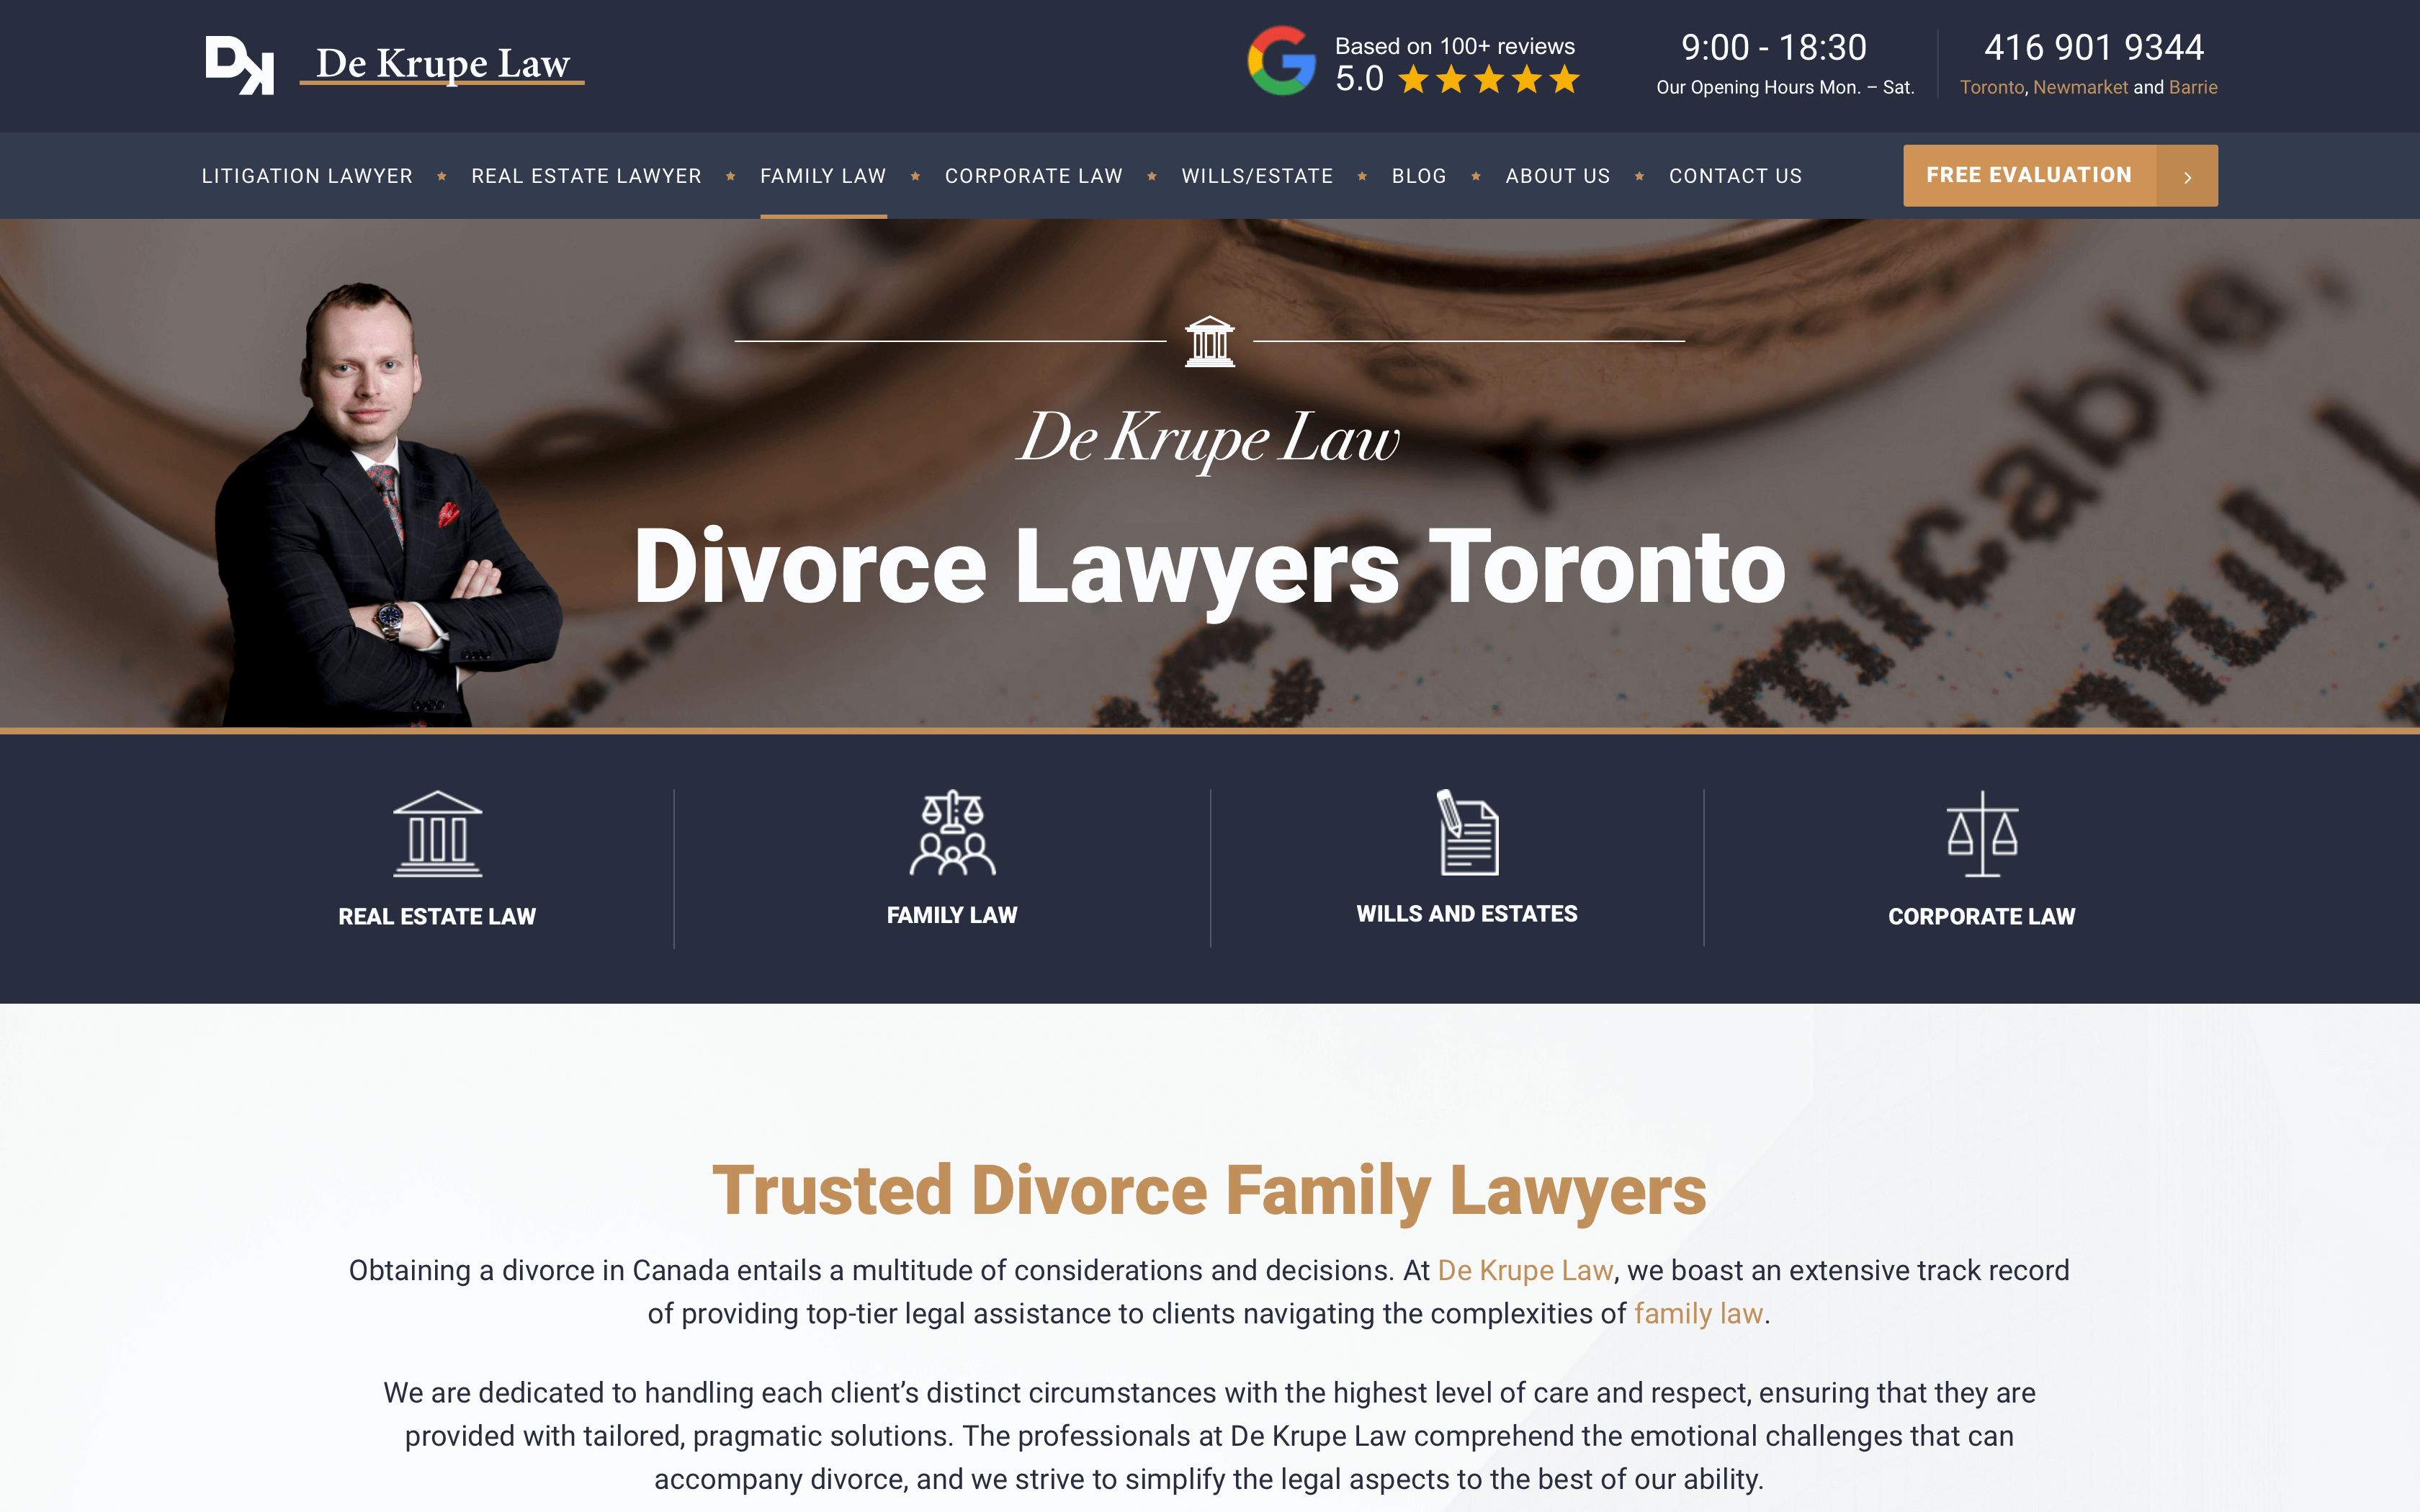 DK De Krupe Law
Based on 100+ reviews
5.0
9:00 - 18:30
Our Opening Hours Mon. – Sat.
416 901 9344
Toronto, Newmarket and Barrie
LITIGATION LAWYER
REAL ESTATE LAWYER
FAMILY LAW
CORPORATE LAW
WILLS/ESTATE
BLOG
ABOUT US
CONTACT US
FREE EVALUATION
De Krupe Law
Divorce Lawyers Toronto
REAL ESTATE LAW
FAMILY LAW
WILLS AND ESTATES
CORPORATE LAW
Trusted Divorce Family Lawyers
Obtaining a divorce in Canada entails a multitude of considerations and decisions. At De Krupe Law, we boast an extensive track record
of providing top-tier legal assistance to clients navigating the complexities of family law.
We are dedicated to handling each client’s distinct circumstances with the highest level of care and respect, ensuring that they are
provided with tailored, pragmatic solutions. The professionals at De Krupe Law comprehend the emotional challenges that can
accompany divorce, and we strive to simplify the legal aspects to the best of our ability.